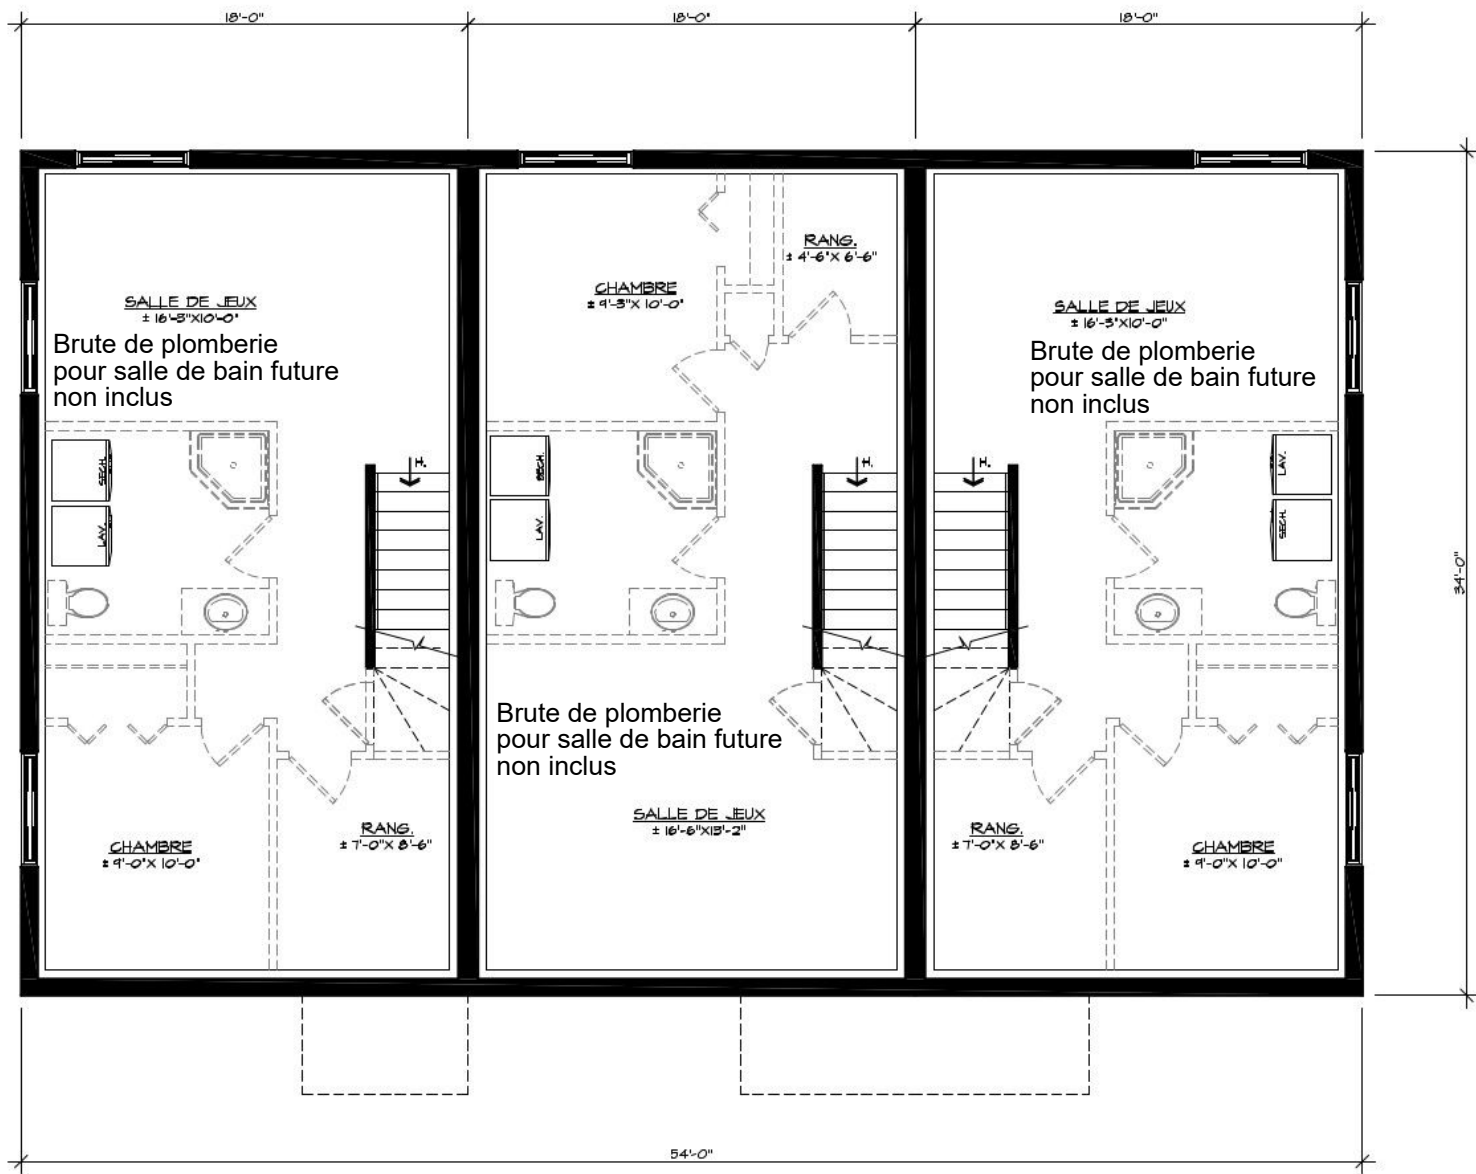 18'-0"
18'-0"
18'-0"
RANG.
± 4'-6"X 6'-6"
CHAMBRE
± 9'-3"X 10'-0"
SALLE DE JEUX
± 16'-3"X10'-0"
Brute de plomberie
pour salle de bain future
non inclus
SALLE DE JEUX
± 16'-3"X10'-0"
Brute de plomberie
pour salle de bain future
non inclus
SECH.
LAV.
H.
SECH.
LAV.
H.
H.
LAV.
SECH.
34'-0"
Brute de plomberie
pour salle de bain future
non inclus
SALLE DE JEUX
± 16'-6"X13'-2"
CHAMBRE
± 9'-0"X 10'-0"
RANG.
± 7'-0"X 8'-6"
RANG.
± 7'-0"X 8'-6"
CHAMBRE
± 9'-0"X 10'-0"
54'-0"